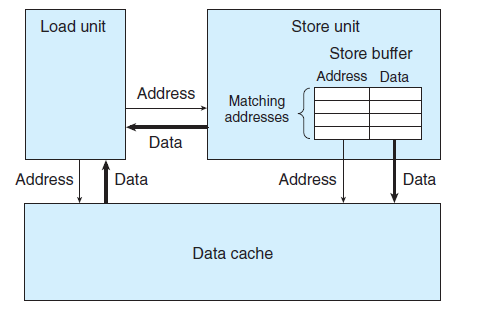 Load unit
Store unit
Store buffer
Address Data
Matching
addresses
Address
Data
Address
Data
Address
Data
Data cache